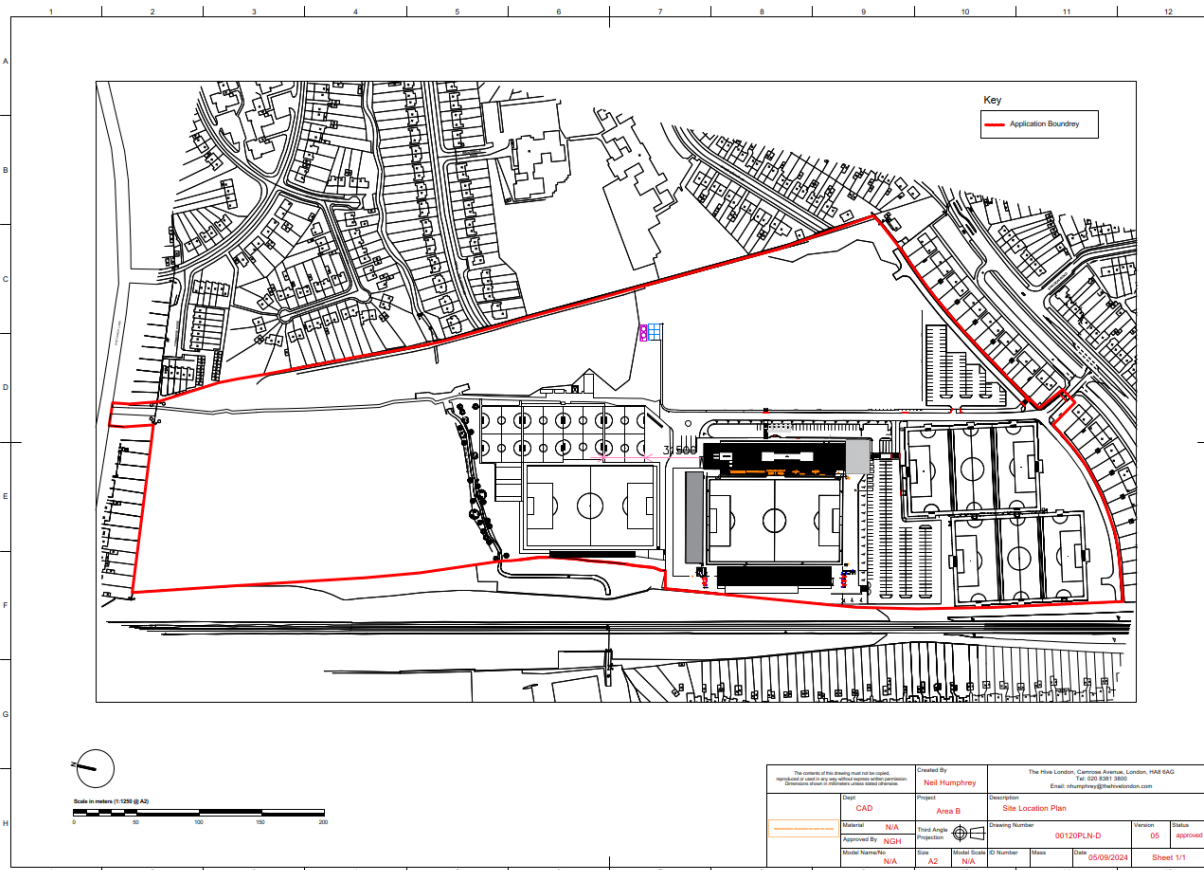 1 2 3 4 5 6 7 8 9 10 11 12
A
B
C
D
E
F
G
H
Key
Application Boundrey
31500
N
Scale in meters (1:1250 @ A2)
0 50 100 150 200
The contents of this drawing must not be copied,
reproduced or used in any way without express written permission.
Dimensions shown in millimeters unless stated otherwise.
Created By
Neil Humphrey
The Hive London, Camrose Avenue, London, HA8 6AG
Tel: 020 8381 3800
Email: nhumphrey@thehivelondon.com
Dept
CAD
Project
Area B
Description
Site Location Plan
Material N/A
Approved By NGH
Third Angle
Projection
Drawing Number
00120PLN-D
Version
05
Status
approved
Model Name/No
N/A
Size
A2
Model Scale
N/A
ID Number
Mass
Date 05/09/2024
Sheet 1/1